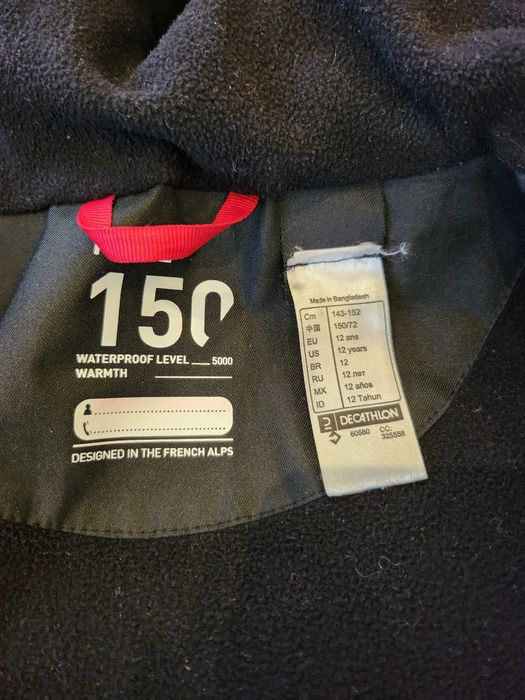 150
WATERPROOF LEVEL 5000
WARMTH
DESIGNED IN THE FRENCH ALPS
Made in Bangladesh
Cm 143-152
中国 150/72
EU 12 ans
US 12 years
BR 12
RU 12 лет
MX 12 años
ID 12 Tahun
DECATHLON
60580 CC:
325558